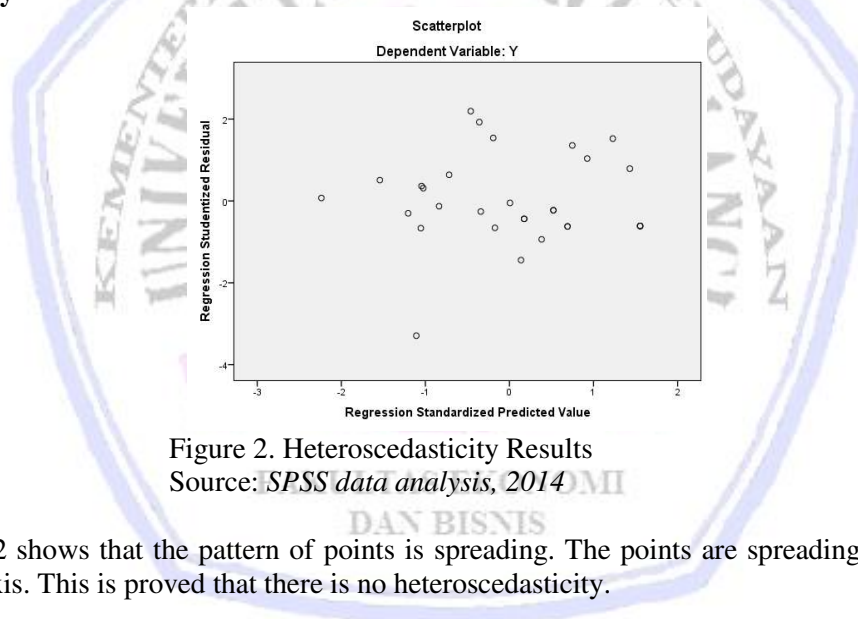 y
Scatterplot
Dependent Variable: Y
Regression Studentized Residual
2
0
-2
-4
-3
-2
-1
0
1
2
Regression Standardized Predicted Value
Figure 2. Heteroscedasticity Results
Source: SPSS data analysis, 2014
DAN BISNIS
2 shows that the pattern of points is spreading. The points are spreading
xis. This is proved that there is no heteroscedasticity.